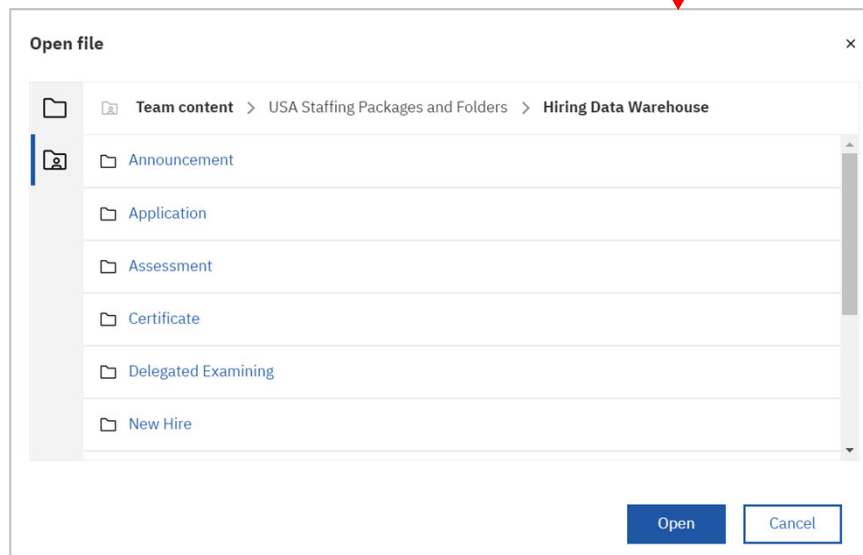 Open file ×
Team content > USA Staffing Packages and Folders > Hiring Data Warehouse
Announcement
Application
Assessment
Certificate
Delegated Examining
New Hire
Open Cancel